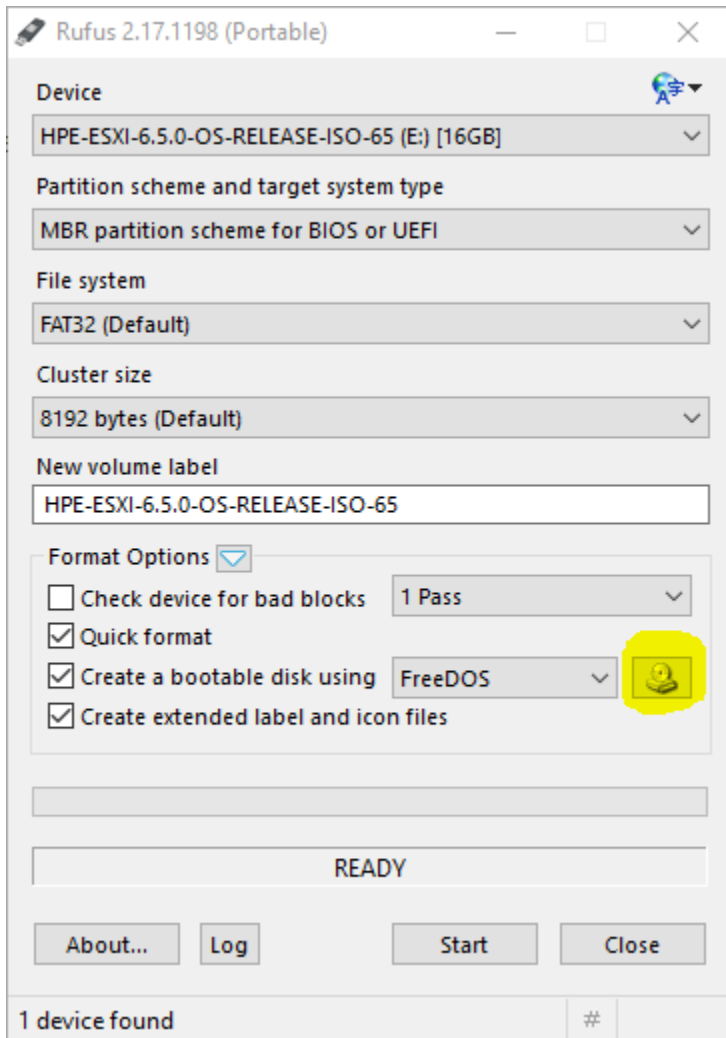 Rufus 2.17.1198 (Portable)
Device
HPE-ESXI-6.5.0-OS-RELEASE-ISO-65 (E:) [16GB]
Partition scheme and target system type
MBR partition scheme for BIOS or UEFI
File system
FAT32 (Default)
Cluster size
8192 bytes (Default)
New volume label
HPE-ESXI-6.5.0-OS-RELEASE-ISO-65
Format Options
Check device for bad blocks 1 Pass
Quick format
Create a bootable disk using FreeDOS
Create extended label and icon files
READY
About... Log Start Close
1 device found #